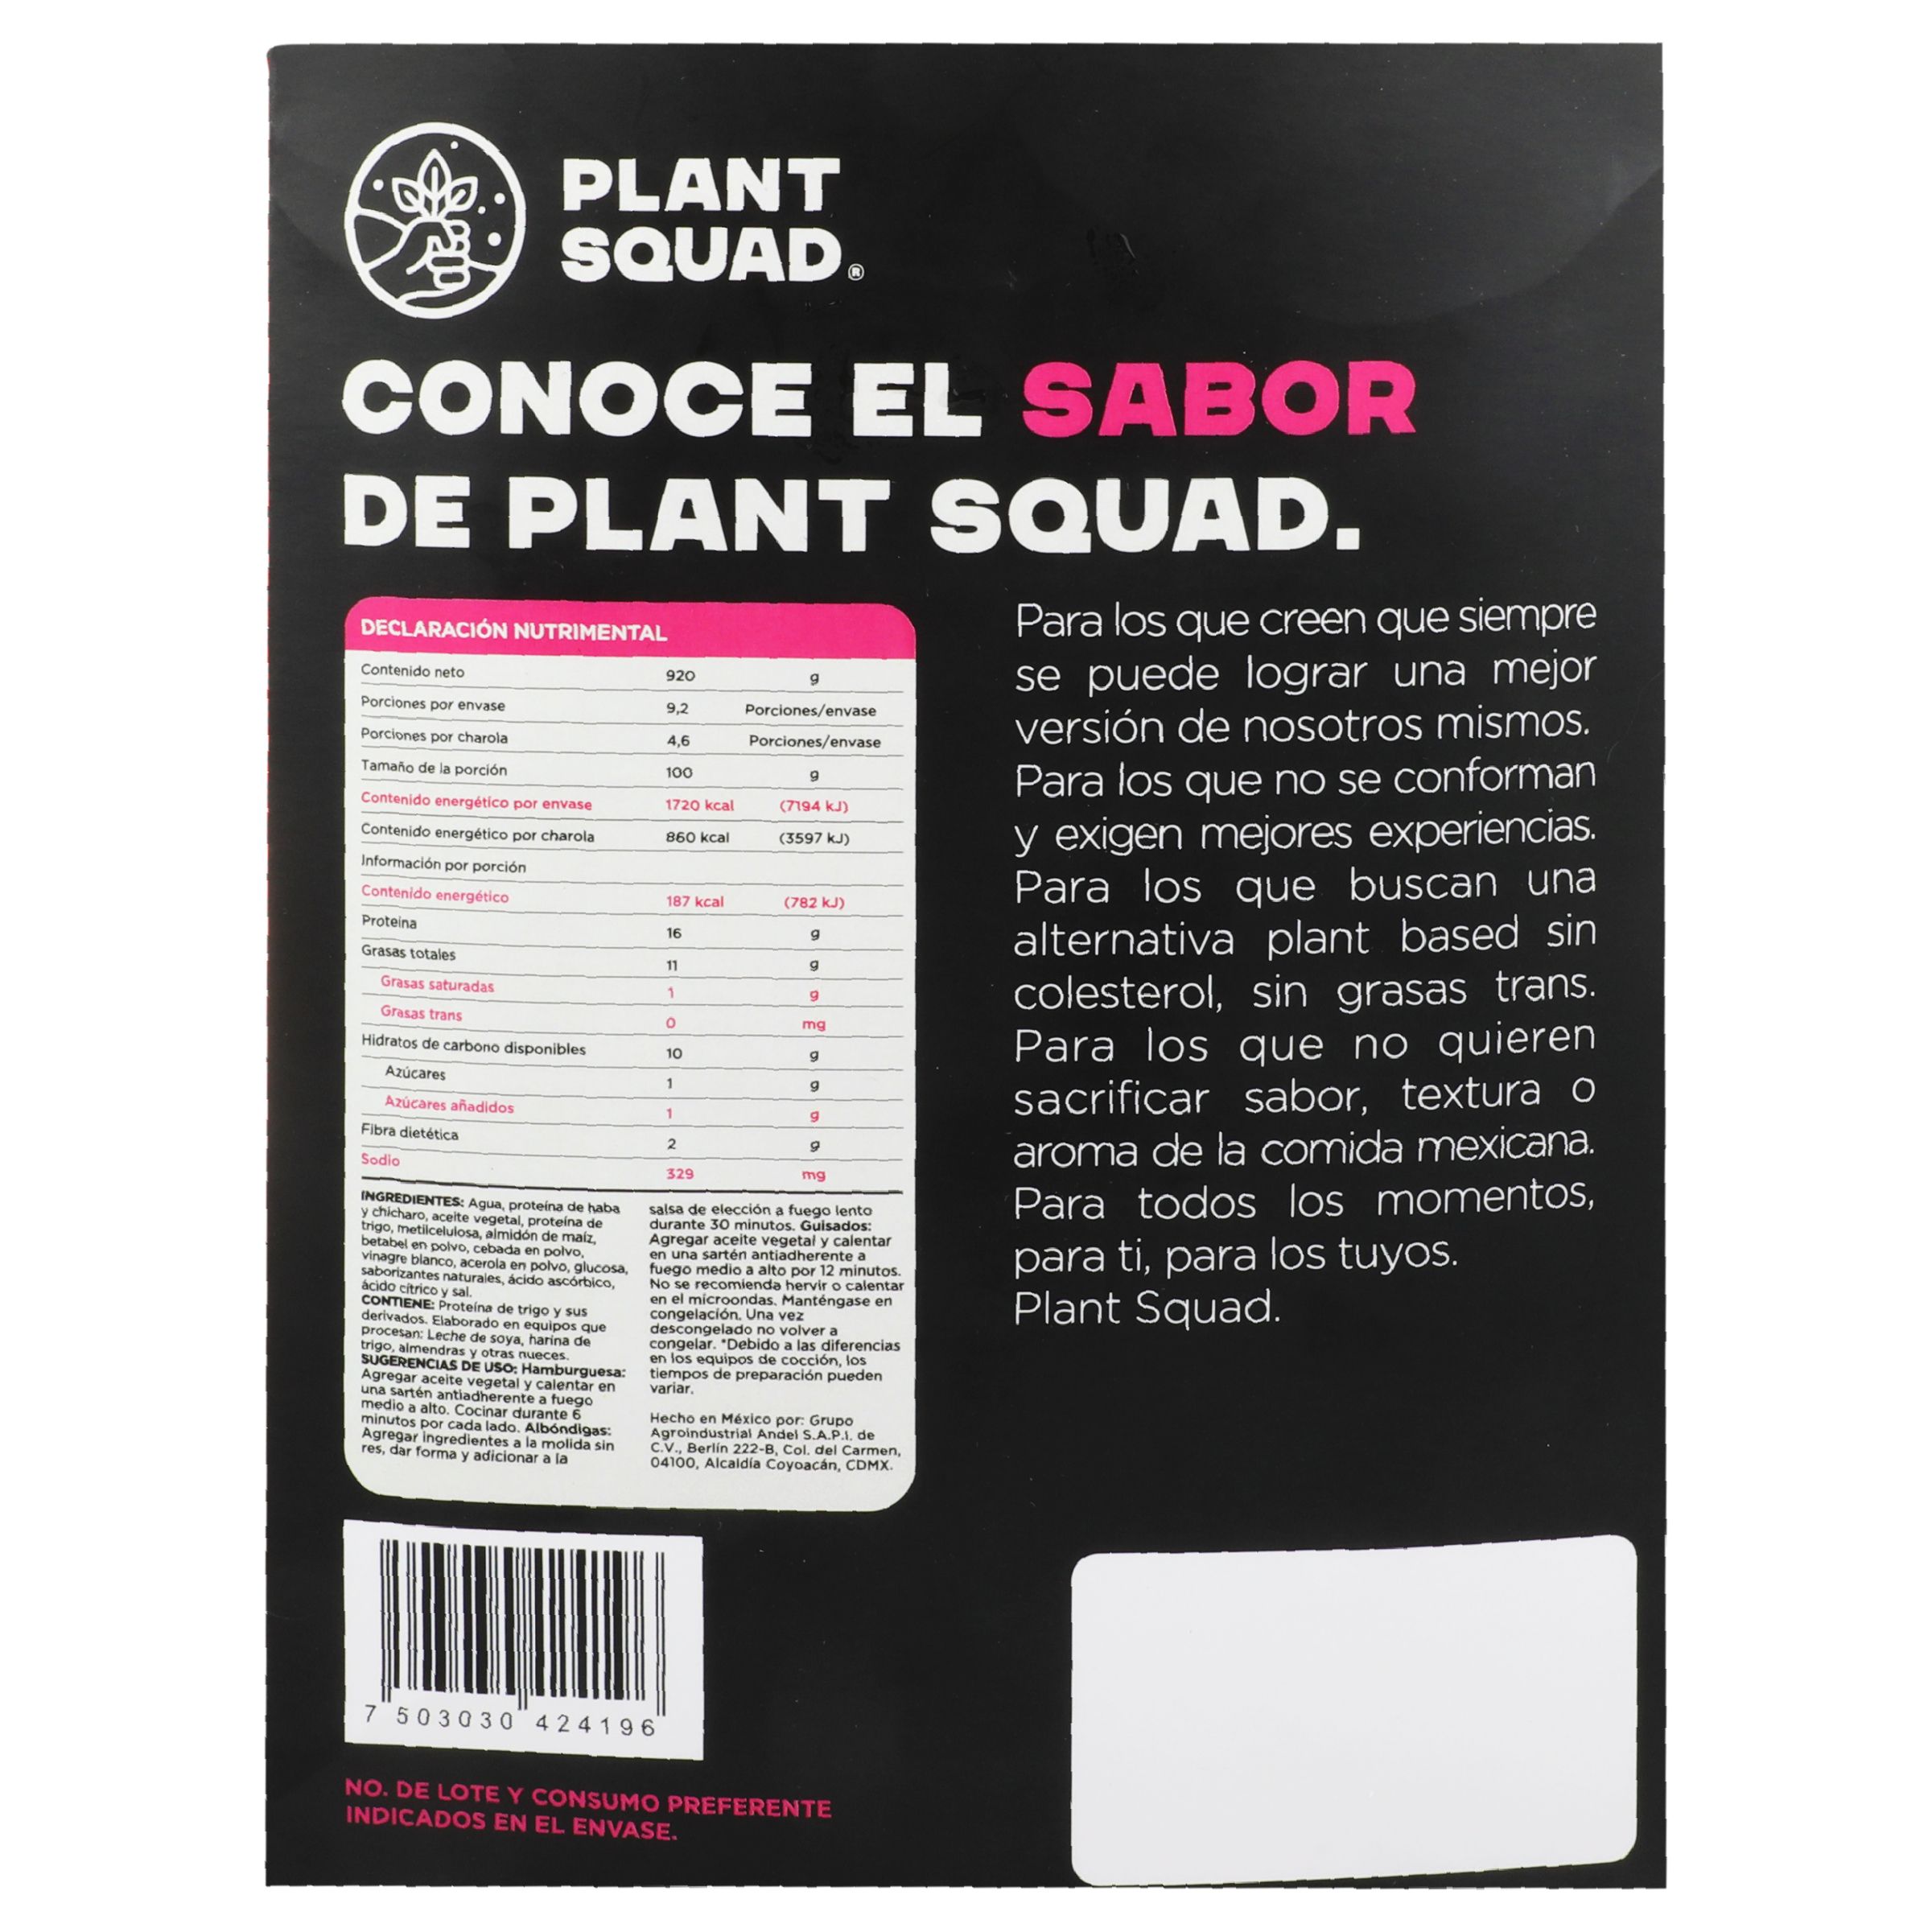 PLANT
SQUAD®
CONOCE EL SABOR
DE PLANT SQUAD.
DECLARACIÓN NUTRIMENTAL
Contenido neto 920 g
Porciones por envase 9,2 Porciones/envase
Porciones por charola 4,6 Porciones/envase
Tamaño de la porción 100 g
Contenido energético por envase 1720 kcal (7194 kJ)
Contenido energético por charola 860 kcal (3597 kJ)
Información por porción
Contenido energético 187 kcal (782 kJ)
Proteina 16 g
Grasas totales 11 g
Grasas saturadas 1 g
Grasas trans 0 mg
Hidratos de carbono disponibles 10 g
Azúcares 1 g
Azúcares añadidos 1 g
Fibra dietética 2 g
Sodio 329 mg
INGREDIENTES: Agua, proteína de haba
y chicharo, aceite vegetal, proteína de
trigo, metilcelulosa, almidón de maíz,
betabel en polvo, cebada en polvo,
vinagre blanco, acerola en polvo, glucosa,
saborizantes naturales, ácido ascórbico,
ácido cítrico y sal.
CONTIENE: Proteína de trigo y sus
derivados. Elaborado en equipos que
procesan: Leche de soya, harina de
trigo, almendras y otras nueces.
SUGERENCIAS DE USO: Hamburguesa:
Agregar aceite vegetal y calentar en
una sartén antiadherente a fuego
medio a alto. Cocinar durante 6
minutos por cada lado. Albóndigas:
Agregar ingredientes a la molida sin
res, dar forma y adicionar a la
salsa de elección a fuego lento
durante 30 minutos. Guisados:
Agregar aceite vegetal y calentar
en una sartén antiadherente a
fuego medio a alto por 12 minutos.
No se recomienda hervir o calentar
en el microondas. Manténgase en
congelación. Una vez
descongelado no volver a
congelar. *Debido a las diferencias
en los equipos de cocción, los
tiempos de preparación pueden
variar.
Hecho en México por: Grupo
Agroindustrial Andel S.A.P.I. de
C.V., Berlín 222-B, Col. del Carmen,
04100, Alcaldía Coyoacán, CDMX.
Para los que creen que siempre
se puede lograr una mejor
versión de nosotros mismos.
Para los que no se conforman
y exigen mejores experiencias.
Para los que buscan una
alternativa plant based sin
colesterol, sin grasas trans.
Para los que no quieren
sacrificar sabor, textura o
aroma de la comida mexicana.
Para todos los momentos,
para ti, para los tuyos.
Plant Squad.
7 503030 424196
NO. DE LOTE Y CONSUMO PREFERENTE
INDICADOS EN EL ENVASE.